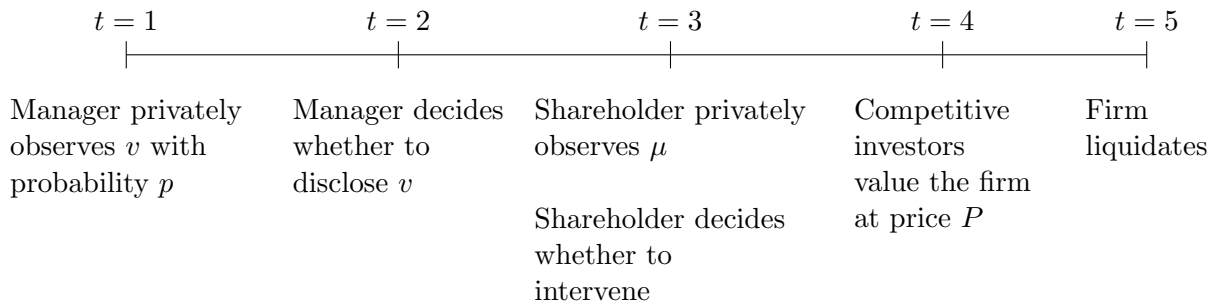 t = 1
t = 2
t = 3
t = 4
t = 5
Manager privately
observes v with
probability p
Manager decides
whether to
disclose v
Shareholder privately
observes μ
Shareholder decides
whether to
intervene
Competitive
investors
value the firm
at price P
Firm
liquidates